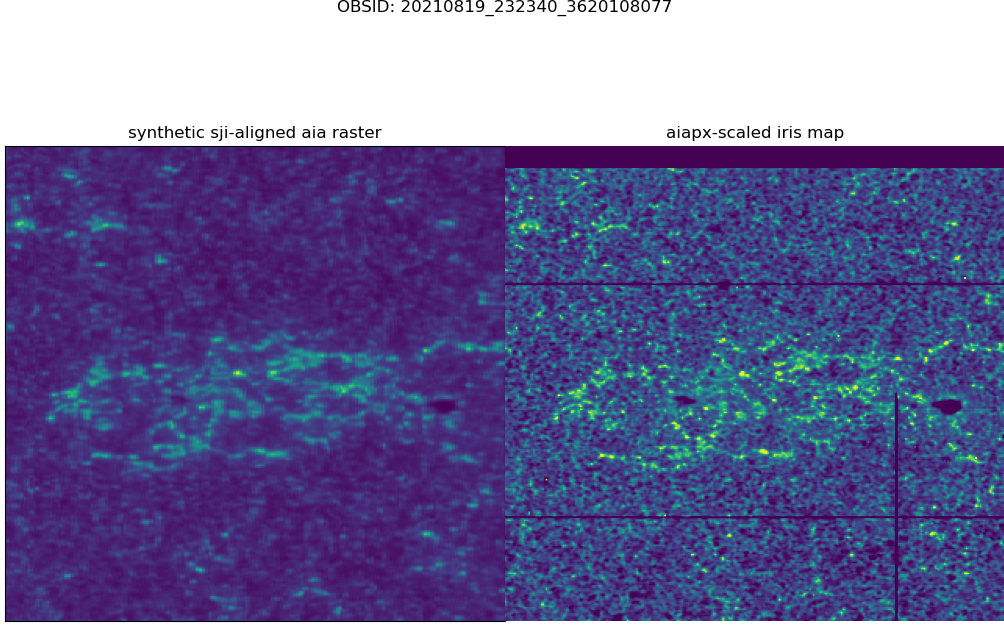 OBSID: 20210819_232340_3620108077
synthetic sji-aligned aia raster
aiapx-scaled iris map